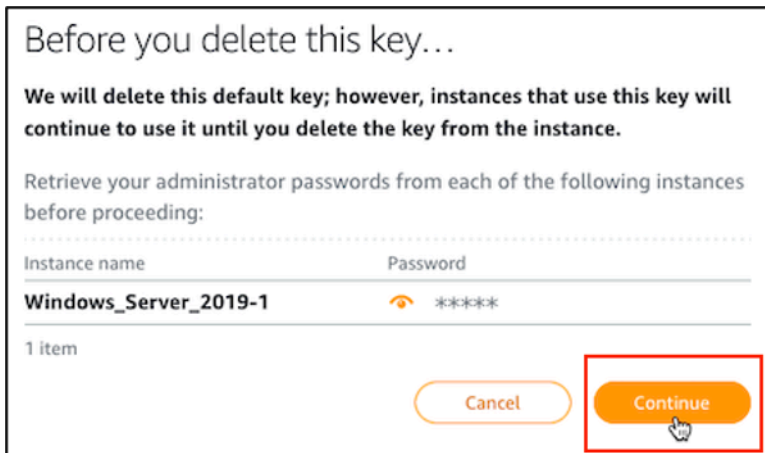 Before you delete this key...
We will delete this default key; however, instances that use this key will
continue to use it until you delete the key from the instance.
Retrieve your administrator passwords from each of the following instances
before proceeding:
Instance name Password
Windows_Server_2019-1 *****
1 item
Cancel Continue